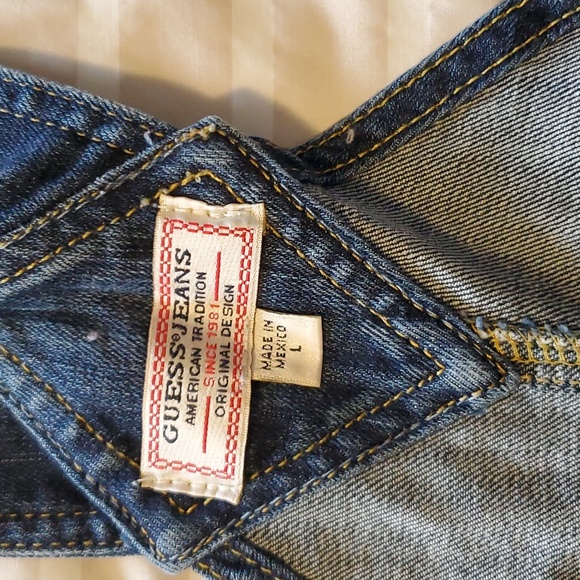 GUESS JEANS
AMERICAN TRADITION
SINCE 1981
ORIGINAL DESIGN
MADE IN
MEXICO
L